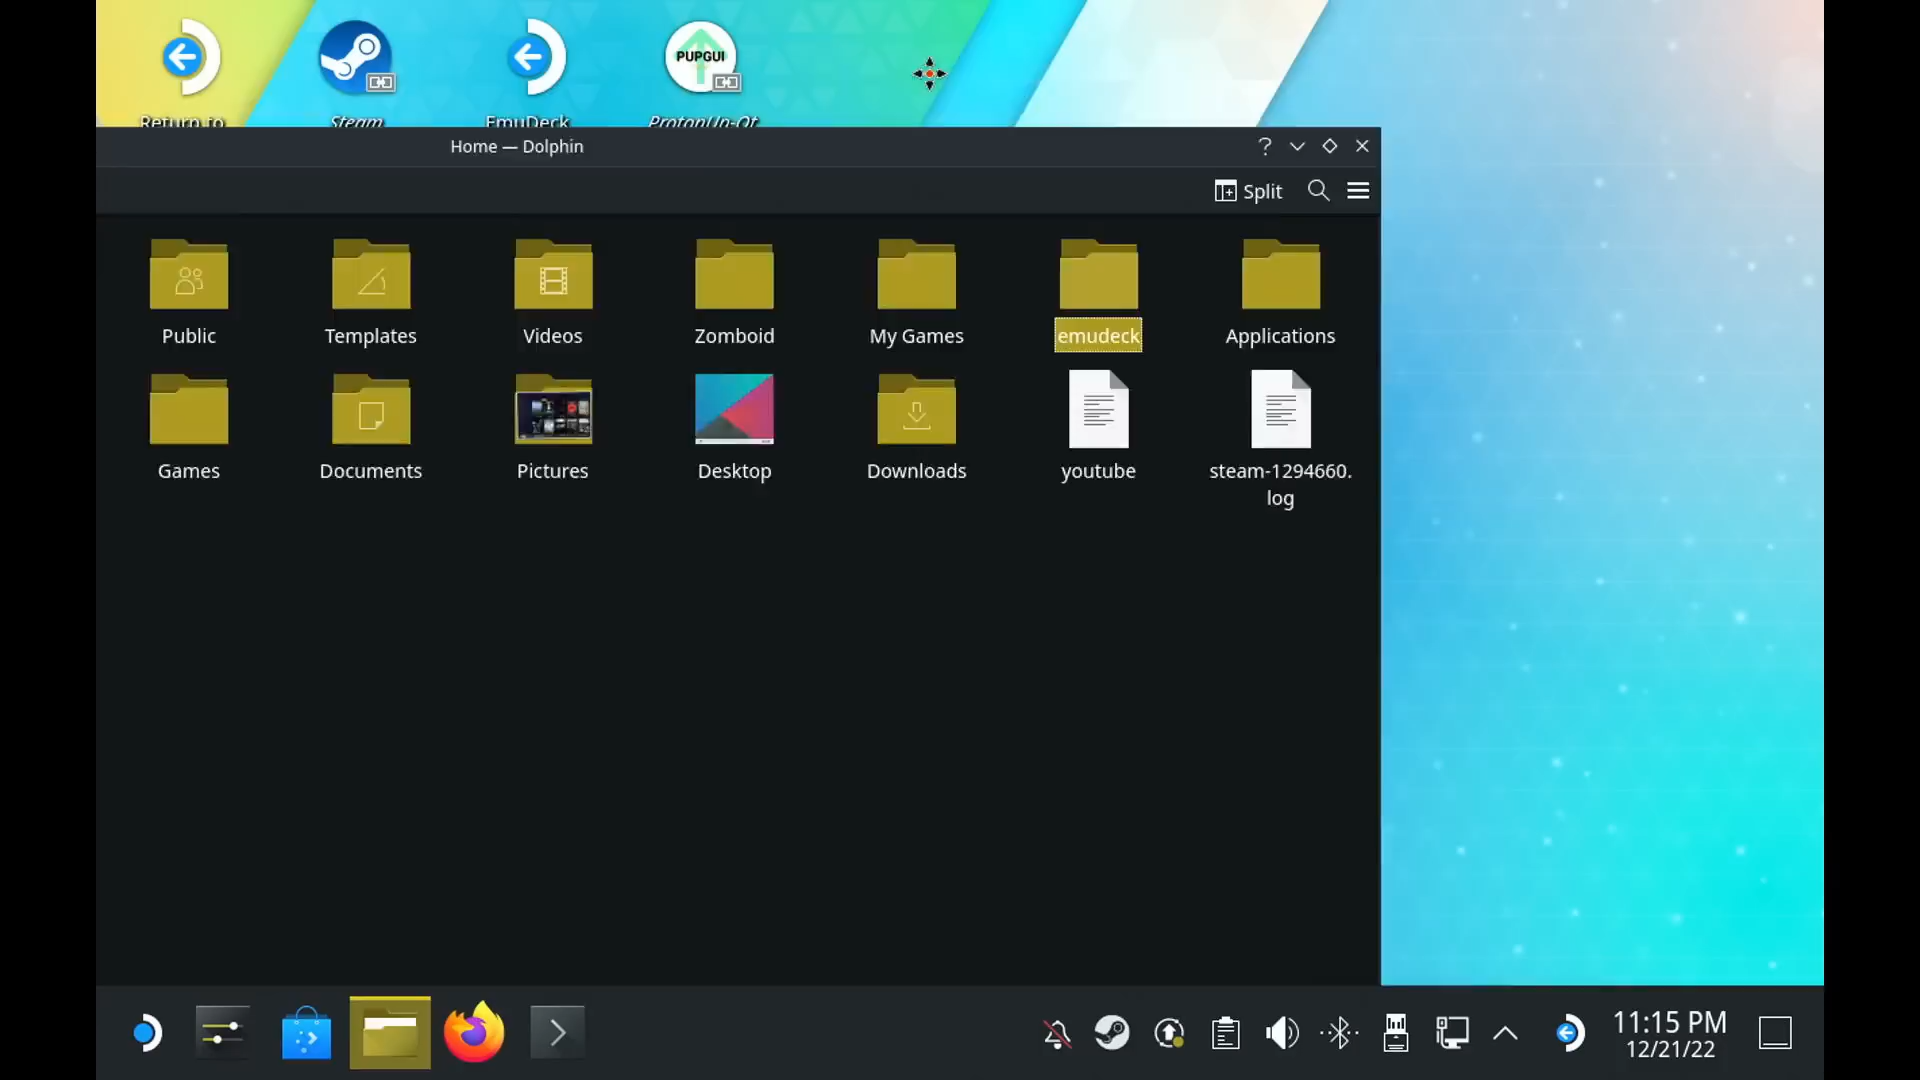 PUPGUI
Return to
Steam
EmuDeck
ProtonUp-Qt
Home — Dolphin
Split
Public
Templates
Videos
Zomboid
My Games
emudeck
Applications
Games
Documents
Pictures
Desktop
Downloads
youtube
steam-1294660.
log
11:15 PM
12/21/22